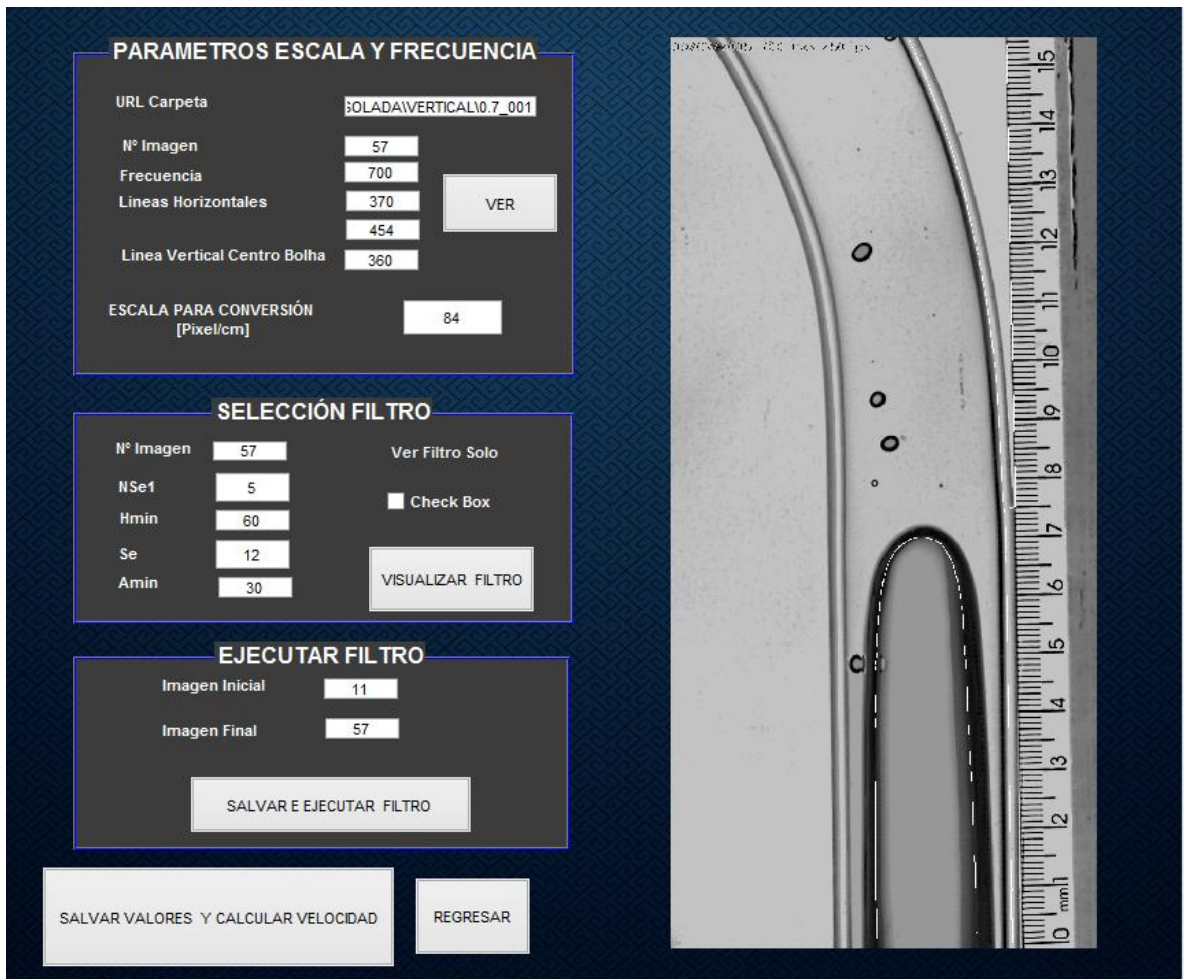 PARAMETROS ESCALA Y FRECUENCIA
URL Carpeta
SOLADA\VERTICAL\0.7_001
Nº Imagen
57
Frecuencia
700
Lineas Horizontales
370
454
VER
Linea Vertical Centro Bolha
360
ESCALA PARA CONVERSIÓN
[Pixel/cm]
84
SELECCIÓN FILTRO
Nº Imagen
57
Ver Filtro Solo
NSe1
5
Check Box
Hmin
60
Se
12
VISUALIZAR FILTRO
Amin
30
EJECUTAR FILTRO
Imagen Inicial
11
Imagen Final
57
SALVAR E EJECUTAR FILTRO
SALVAR VALORES Y CALCULAR VELOCIDAD
REGRESAR
15
14
13
12
11
10
9
8
7
6
5
4
3
2
mm 1
0